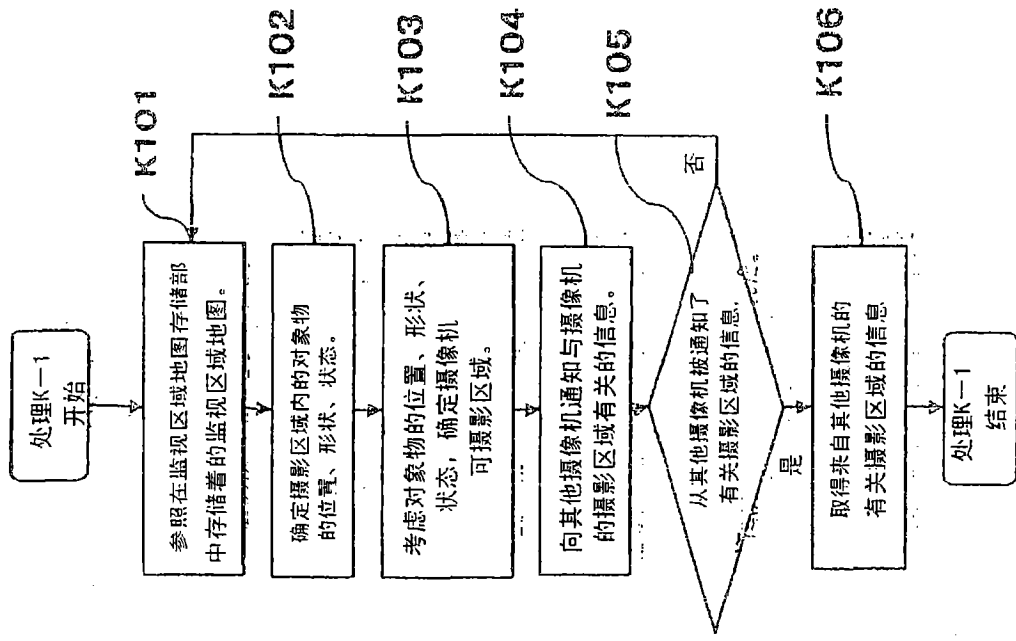 处理K—1
开始
K101
参照在监视区域地图存储部
中存储着的监视区域地图。
K102
确定摄影区域内的对象物
的位置、形状、状态。
K103
考虑对象物的位置、形状、
状态，确定摄像机
可摄影区域。
K104
向其他摄像机通知与摄像机
的摄影区域有关的信息。
K105
从其他摄像机被通知了
有关摄影区域的信息.
否
是
K106
取得来自其他摄像机的
有关摄影区域的信息
处理K—1
结束